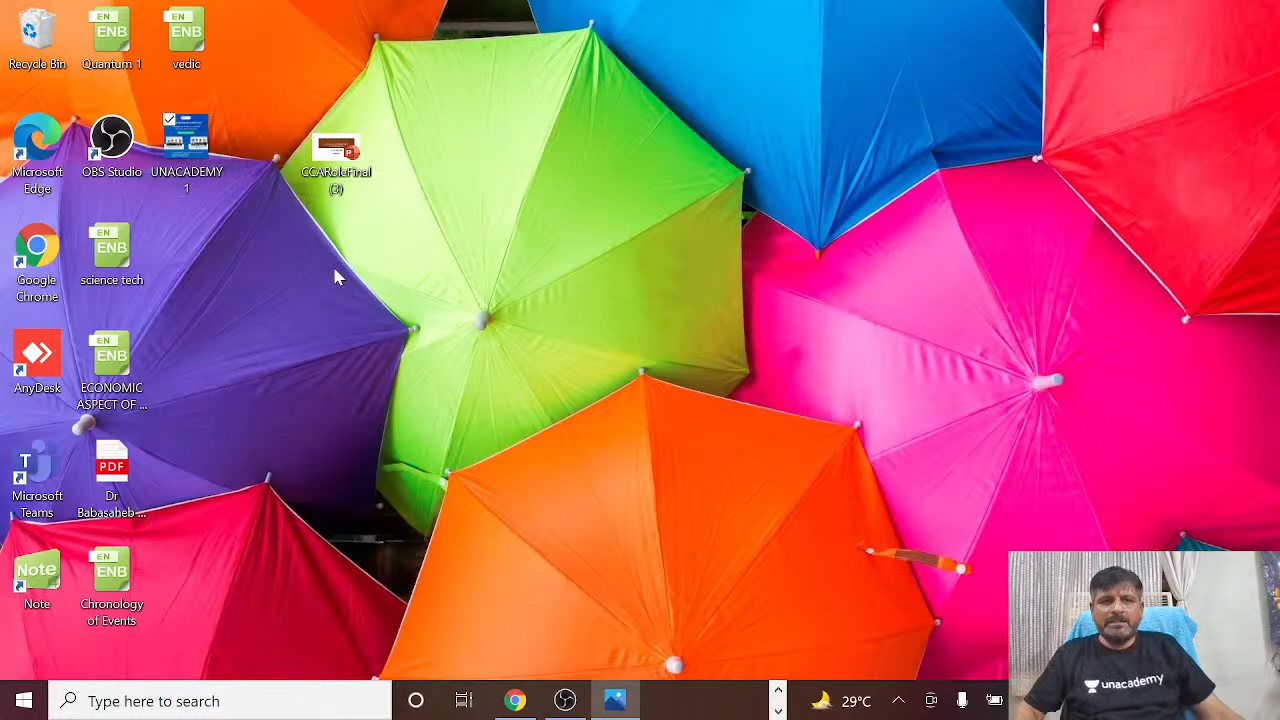 EN
ENB
EN
ENB
Recycle Bin
Quantum 1
vedic
Microsoft
Edge
OBS Studio
UNACADEMY
1
CCARoleFinal
(3)
EN
ENB
Google
Chrome
science tech
EN
ENB
AnyDesk
ECONOMIC
ASPECT OF ...
T
PDF
Microsoft
Teams
Dr
Babasaheb ...
Note
EN
ENB
Note
Chronology
of Events
unacademy
Type here to search
29°C